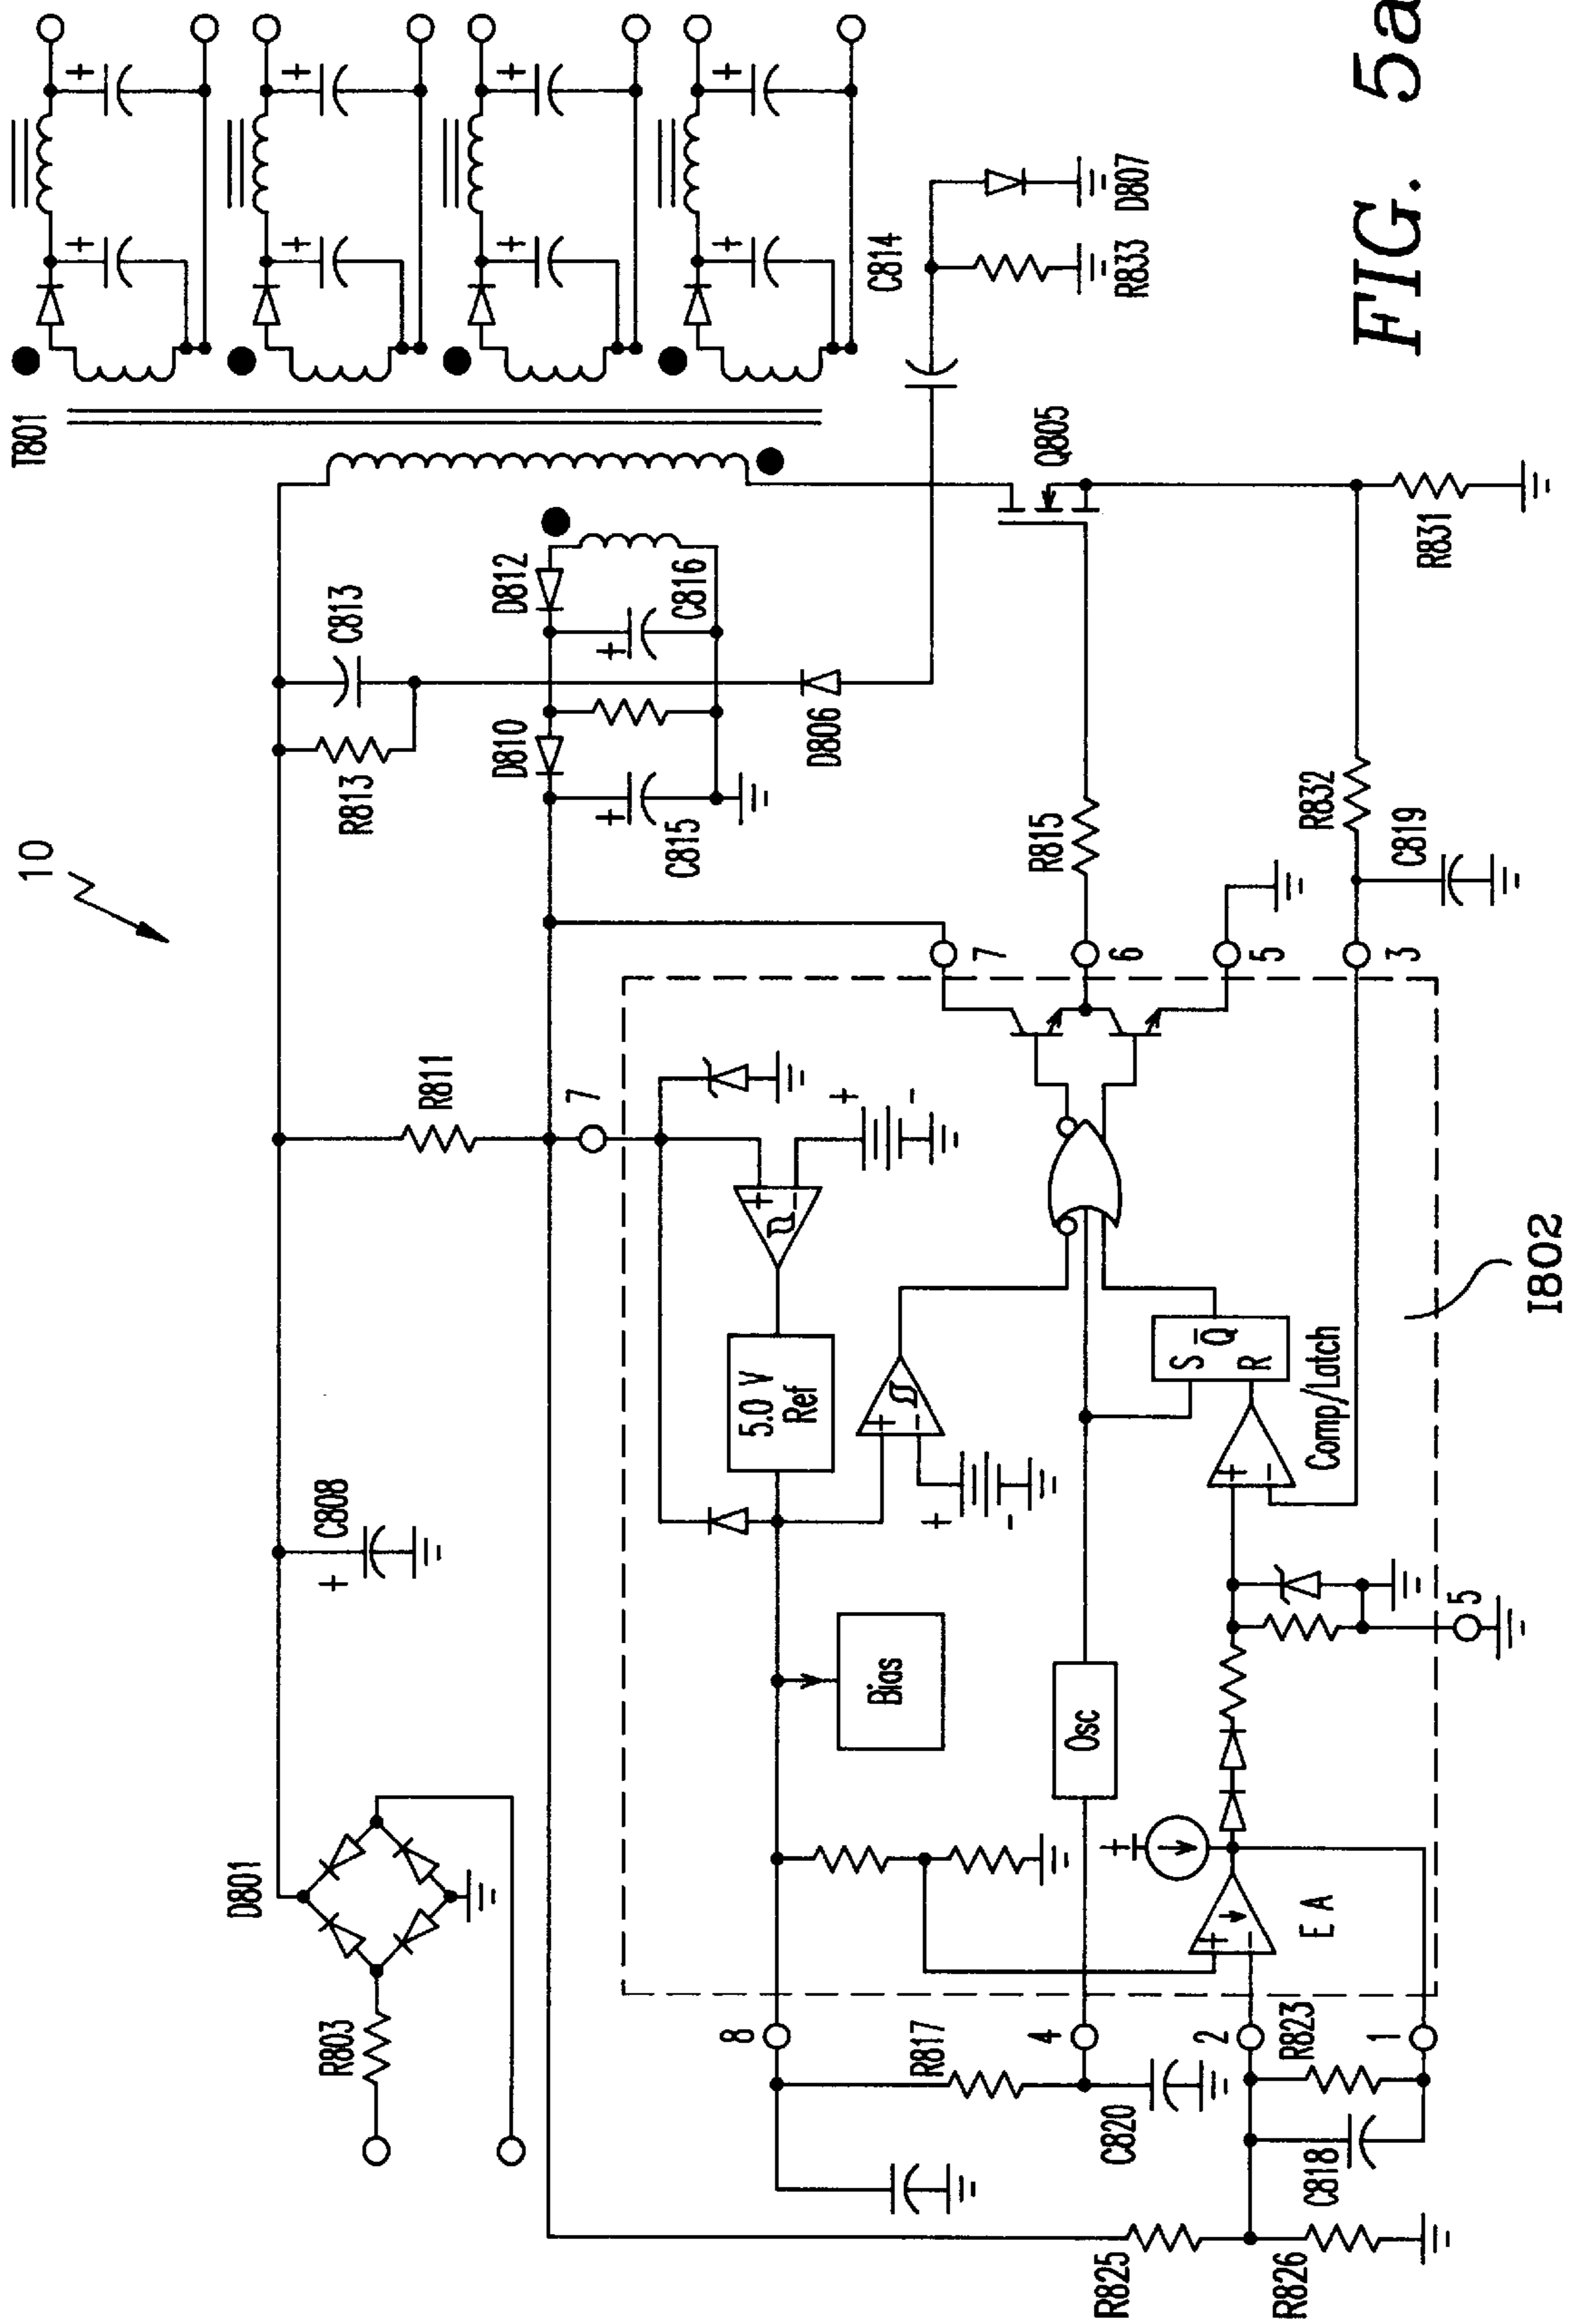 10
T801
C813
R813
R811
C808
+
D801
R803
D812
C816
+
D810
C815
+
D806
C814
R833
D807
Q805
R831
R815
R832
C819
7
7
6
5
3
+
-
+
-
5.0 V
Ref
+
-
+
-
Bias
Osc
S
Q̅
R
+
-
Comp/Latch
5
+
+
-
E A
8
R817
4
C820
2
R823
1
C818
R825
R826
+
+
+
+
+
+
+
+
I802
FIG. 5a